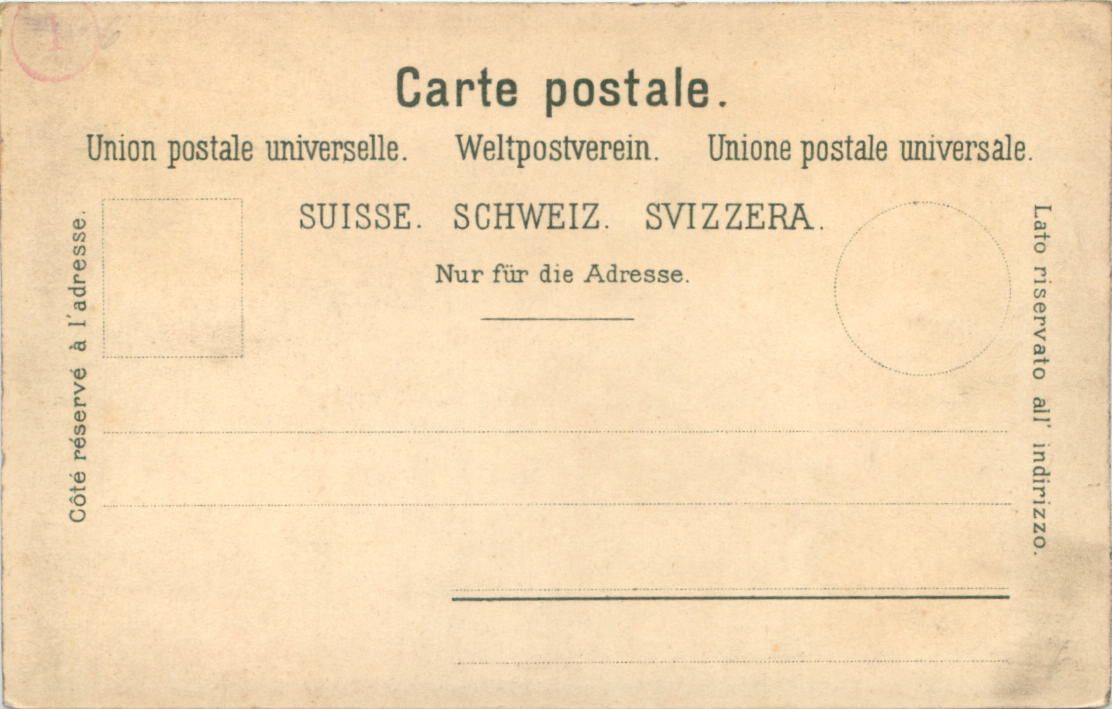 1
Carte postale.
Union postale universelle. Weltpostverein. Unione postale universale.
SUISSE. SCHWEIZ. SVIZZERA.
Nur für die Adresse.
Côté réservé à l'adresse.
Lato riservato all' indirizzo.